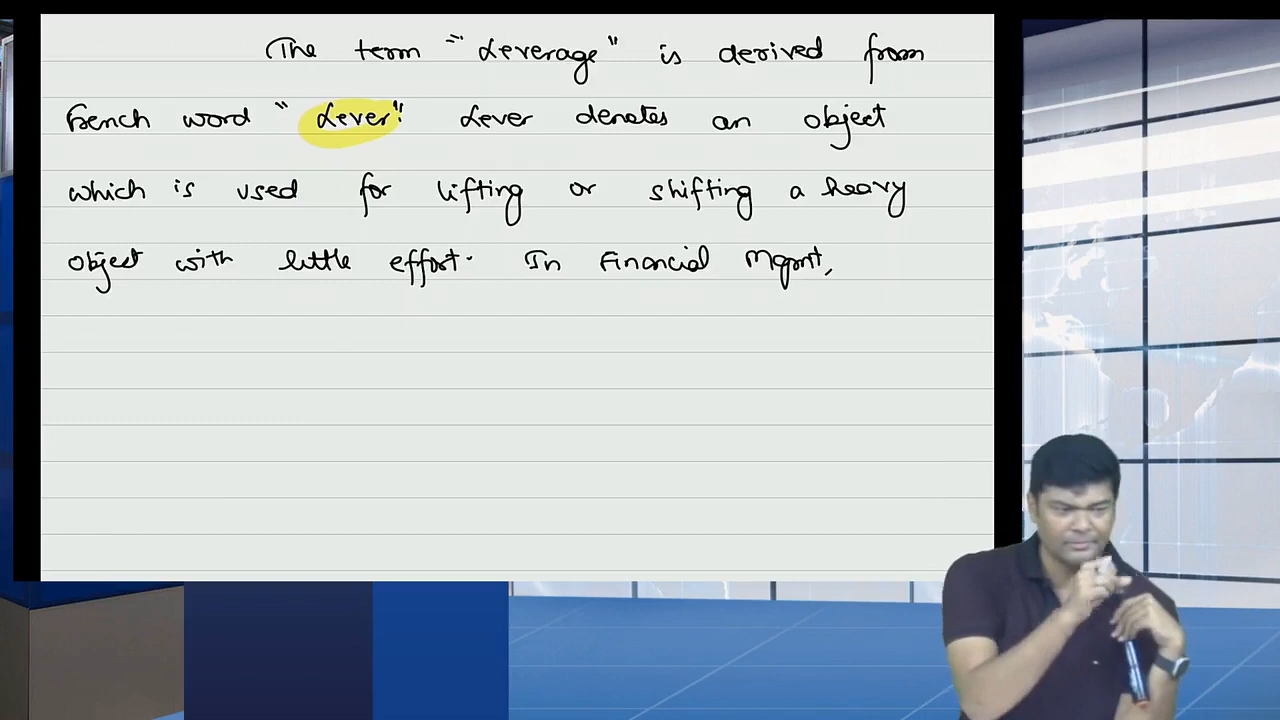 The term "Leverage" is derived from
french word "Lever". Lever denotes an object
which is used for lifting or shifting a heavy
object with little effort. In Financial Mgmt,